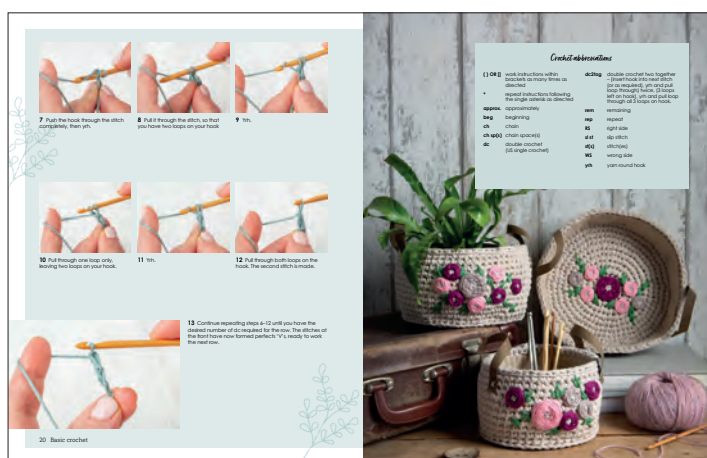 7 Push the hook through the stitch
completely, then yrh.
8 Pull it through the stitch, so that
you have two loops on your hook
9 Yrh.
10 Pull through one loop only,
leaving two loops on your hook.
11 Yrh.
12 Pull through both loops on the
hook. The second stitch is made.
13 Continue repeating steps 6–12 until you have the
desired number of dc required for the row. The stitches at
the front have now formed perfects 'V's, ready to work
the next row.
20 Basic crochet
Crochet abbreviations
( ) OR [] work instructions within
brackets as many times as
directed
* repeat instructions following
the single asterisk as directed
approx. approximately
beg beginning
ch chain
ch sp(s) chain space(s)
dc double crochet
(US single crochet)
dc2tog double crochet two together
– (insert hook into next stitch
(or as required), yrh and pull
loop through) twice, (3 loops
left on hook), yrh and pull loop
through all 3 loops on hook.
rem remaining
rep repeat
RS right side
sl st slip stitch
st(s) stitch(es)
WS wrong side
yrh yarn round hook